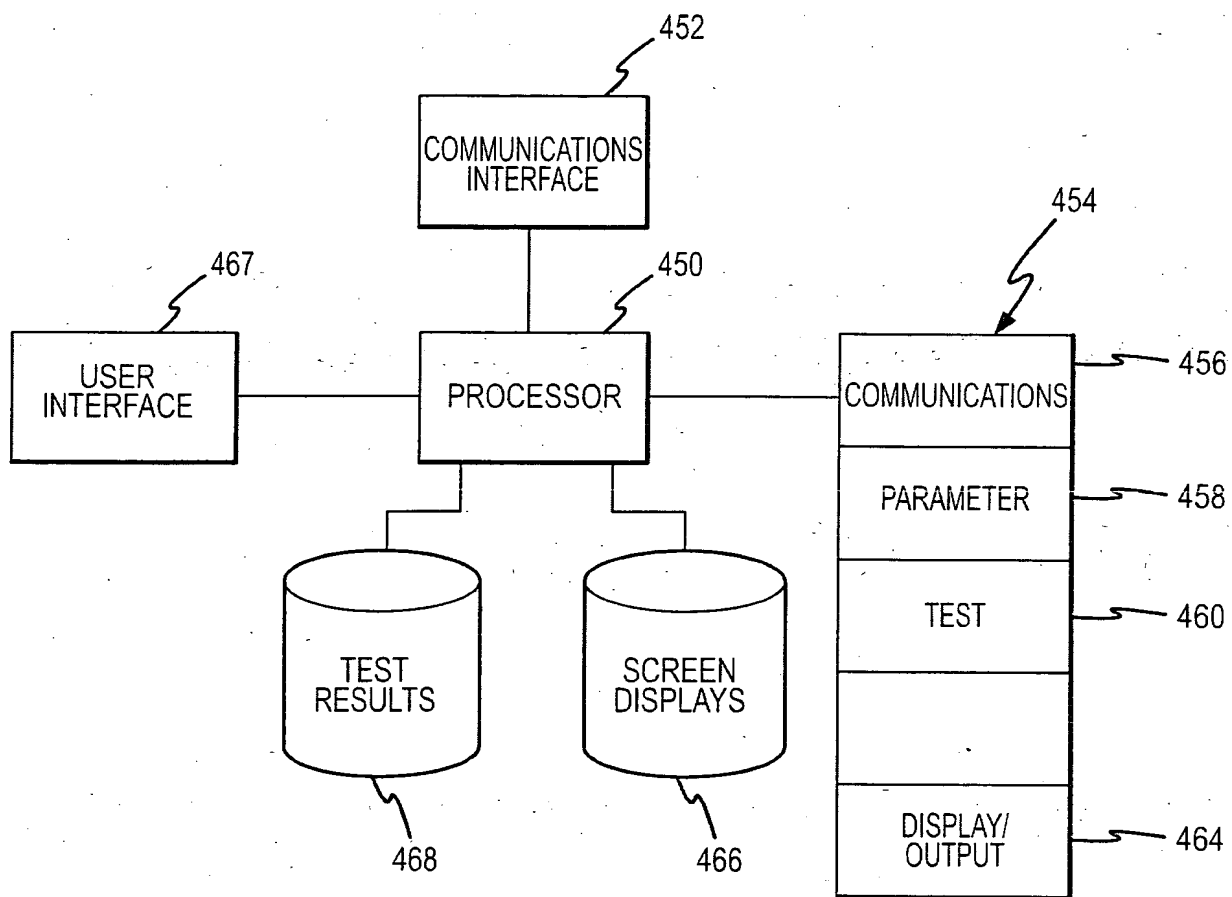 452
COMMUNICATIONS
INTERFACE
454
467
450
USER
INTERFACE
PROCESSOR
COMMUNICATIONS
456
PARAMETER
458
TEST
460
TEST
RESULTS
SCREEN
DISPLAYS
DISPLAY/
OUTPUT
464
468
466